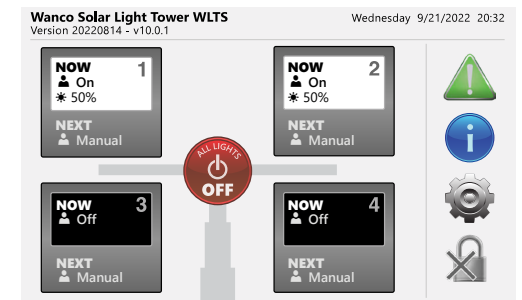 Wanco Solar Light Tower WLTS
Version 20220814 - v10.0.1
Wednesday 9/21/2022 20:32
NOW 1
On
50%
NEXT
Manual
NOW 2
On
50%
NEXT
Manual
ALL LIGHTS
OFF
NOW 3
Off
NEXT
Manual
NOW 4
Off
NEXT
Manual